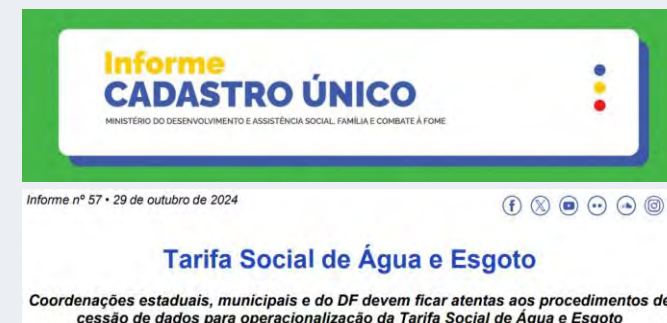 Informe
CADASTRO ÚNICO
MINISTÉRIO DO DESENVOLVIMENTO E ASSISTÊNCIA SOCIAL, FAMÍLIA E COMBATE À FOME
Informe nº 57 • 29 de outubro de 2024
Tarifa Social de Água e Esgoto
Coordenações estaduais, municipais e do DF devem ficar atentas aos procedimentos de
cessão de dados para operacionalização da Tarifa Social de Água e Esgoto